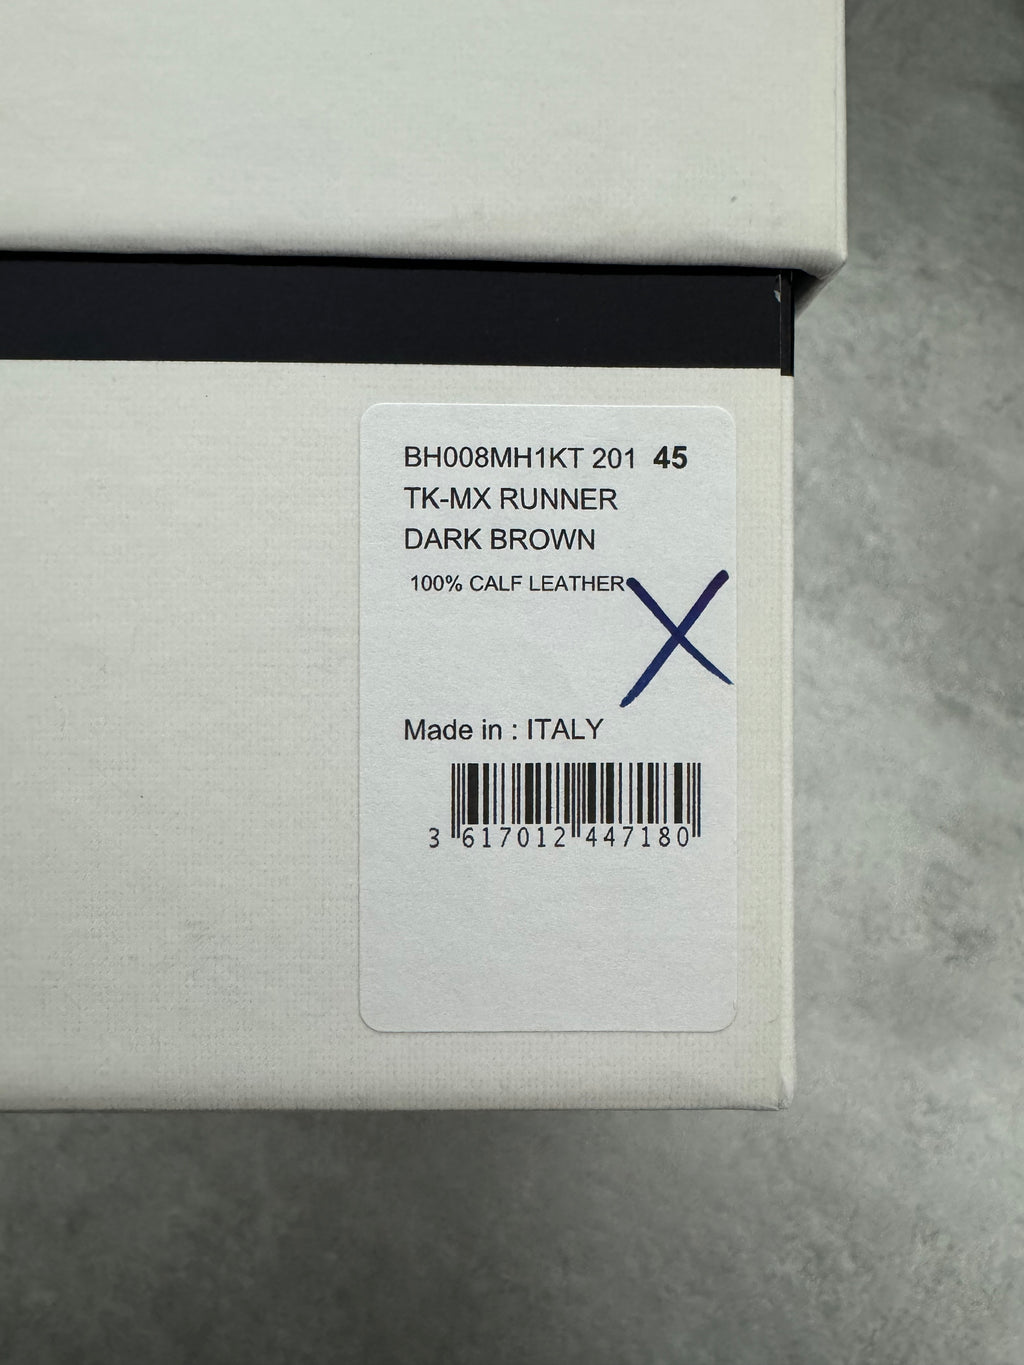 BH008MH1KT 201 45
TK-MX RUNNER
DARK BROWN
100% CALF LEATHER
Made in : ITALY
3 617012 447180